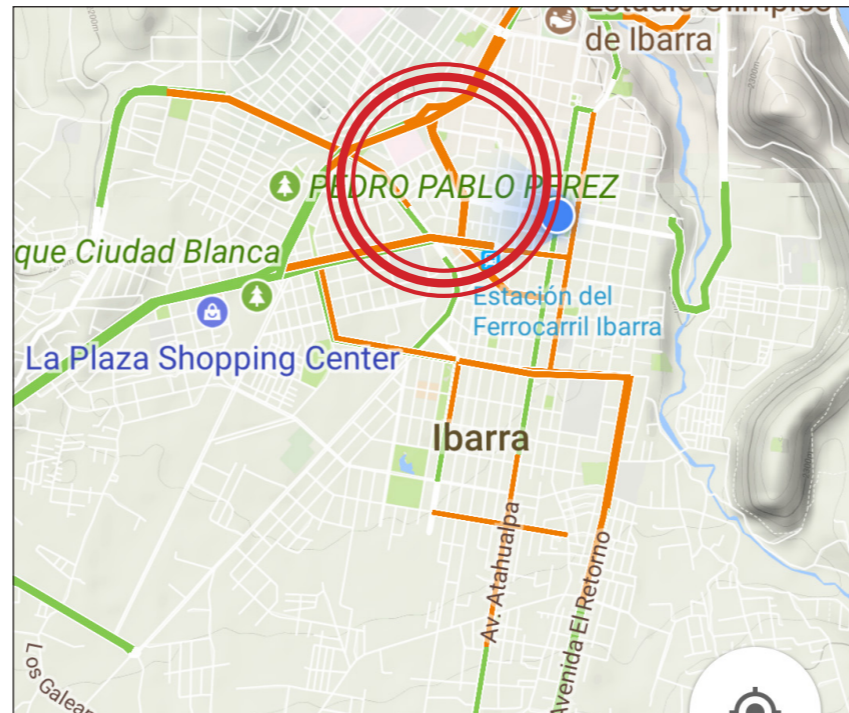 Estadio Olímpico
de Ibarra
PEDRO PABLO PEREZ
que Ciudad Blanca
Estación del
Ferrocarril Ibarra
La Plaza Shopping Center
Ibarra
Av. Atahualpa
Avenida El Retorno
Los Galean